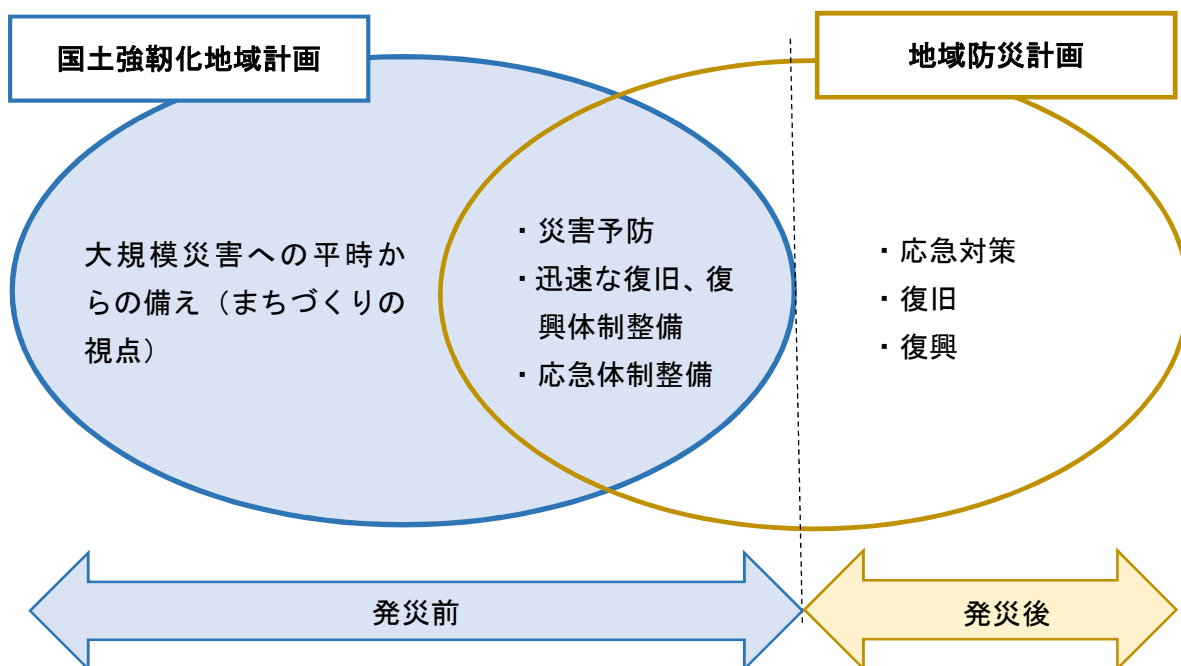 国土強靱化地域計画
地域防災計画
大規模災害への平時か
らの備え（まちづくりの
視点）
・災害予防
・迅速な復旧、復
興体制整備
・応急体制整備
・応急対策
・復旧
・復興
発災前
発災後